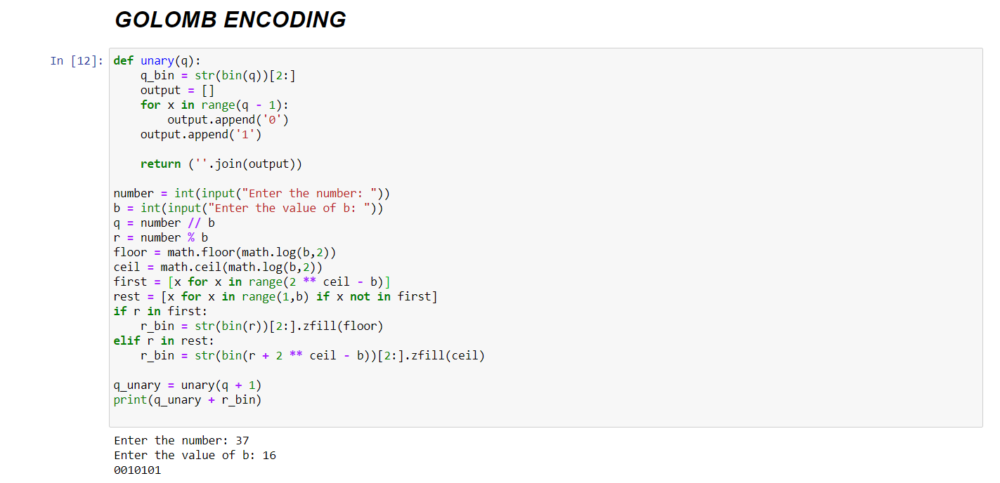 GOLOMB ENCODING
In [12]: def unary(q):
    q_bin = str(bin(q))[2:]
    output = []
    for x in range(q - 1):
        output.append('0')
    output.append('1')
    return (''.join(output))
number = int(input("Enter the number: "))
b = int(input("Enter the value of b: "))
q = number // b
r = number % b
floor = math.floor(math.log(b,2))
ceil = math.ceil(math.log(b,2))
first = [x for x in range(2 ** ceil - b)]
rest = [x for x in range(1,b) if x not in first]
if r in first:
    r_bin = str(bin(r))[2:].zfill(floor)
elif r in rest:
    r_bin = str(bin(r + 2 ** ceil - b))[2:].zfill(ceil)
q_unary = unary(q + 1)
print(q_unary + r_bin)
Enter the number: 37
Enter the value of b: 16
0010101